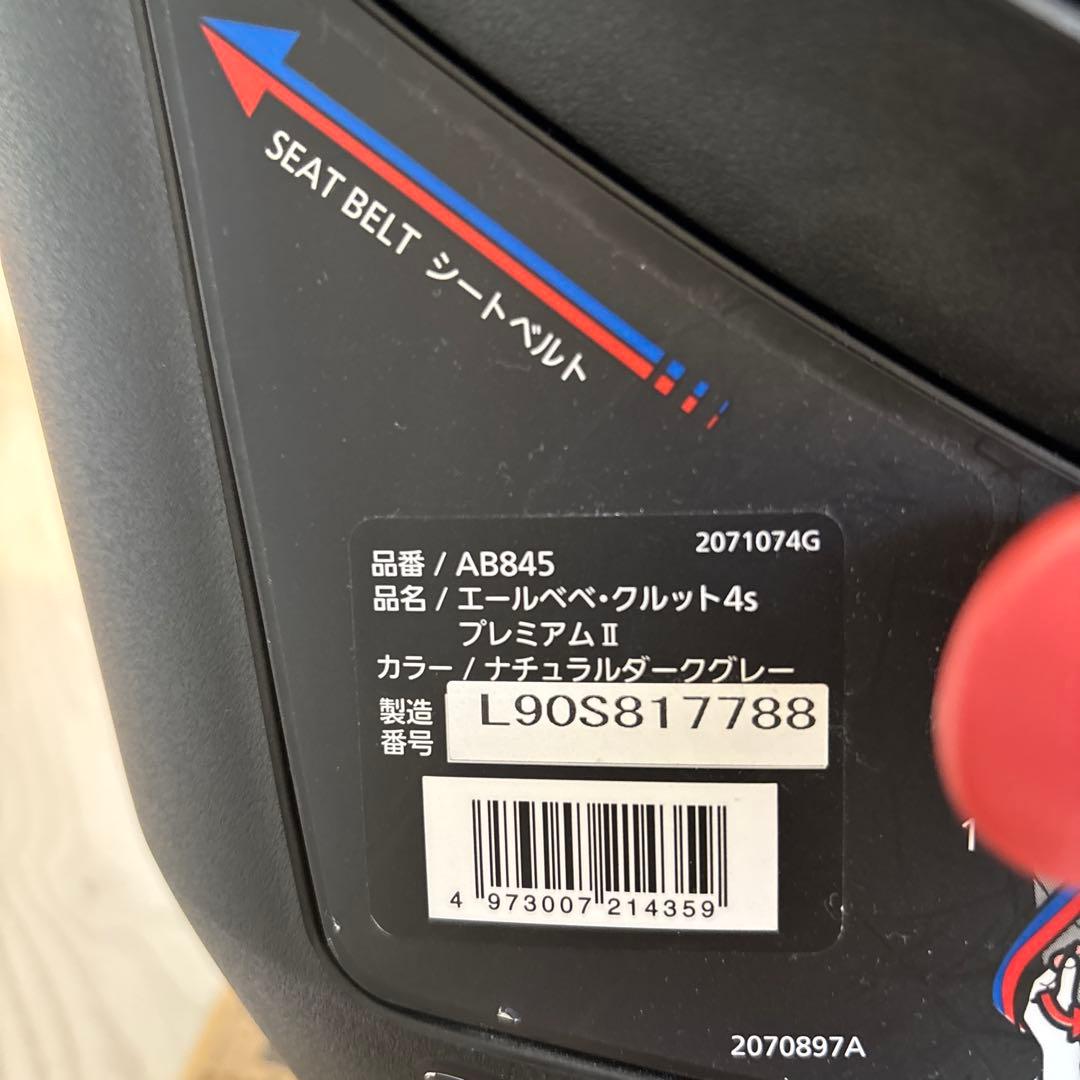 SEAT BELT シートベルト
2071074G
品番 / AB845
品名 / エールベベ・クルット4s
プレミアムⅡ
カラー / ナチュラルダークグレー
製造番号 L90S817788
4 973007 214359
1
2070897A